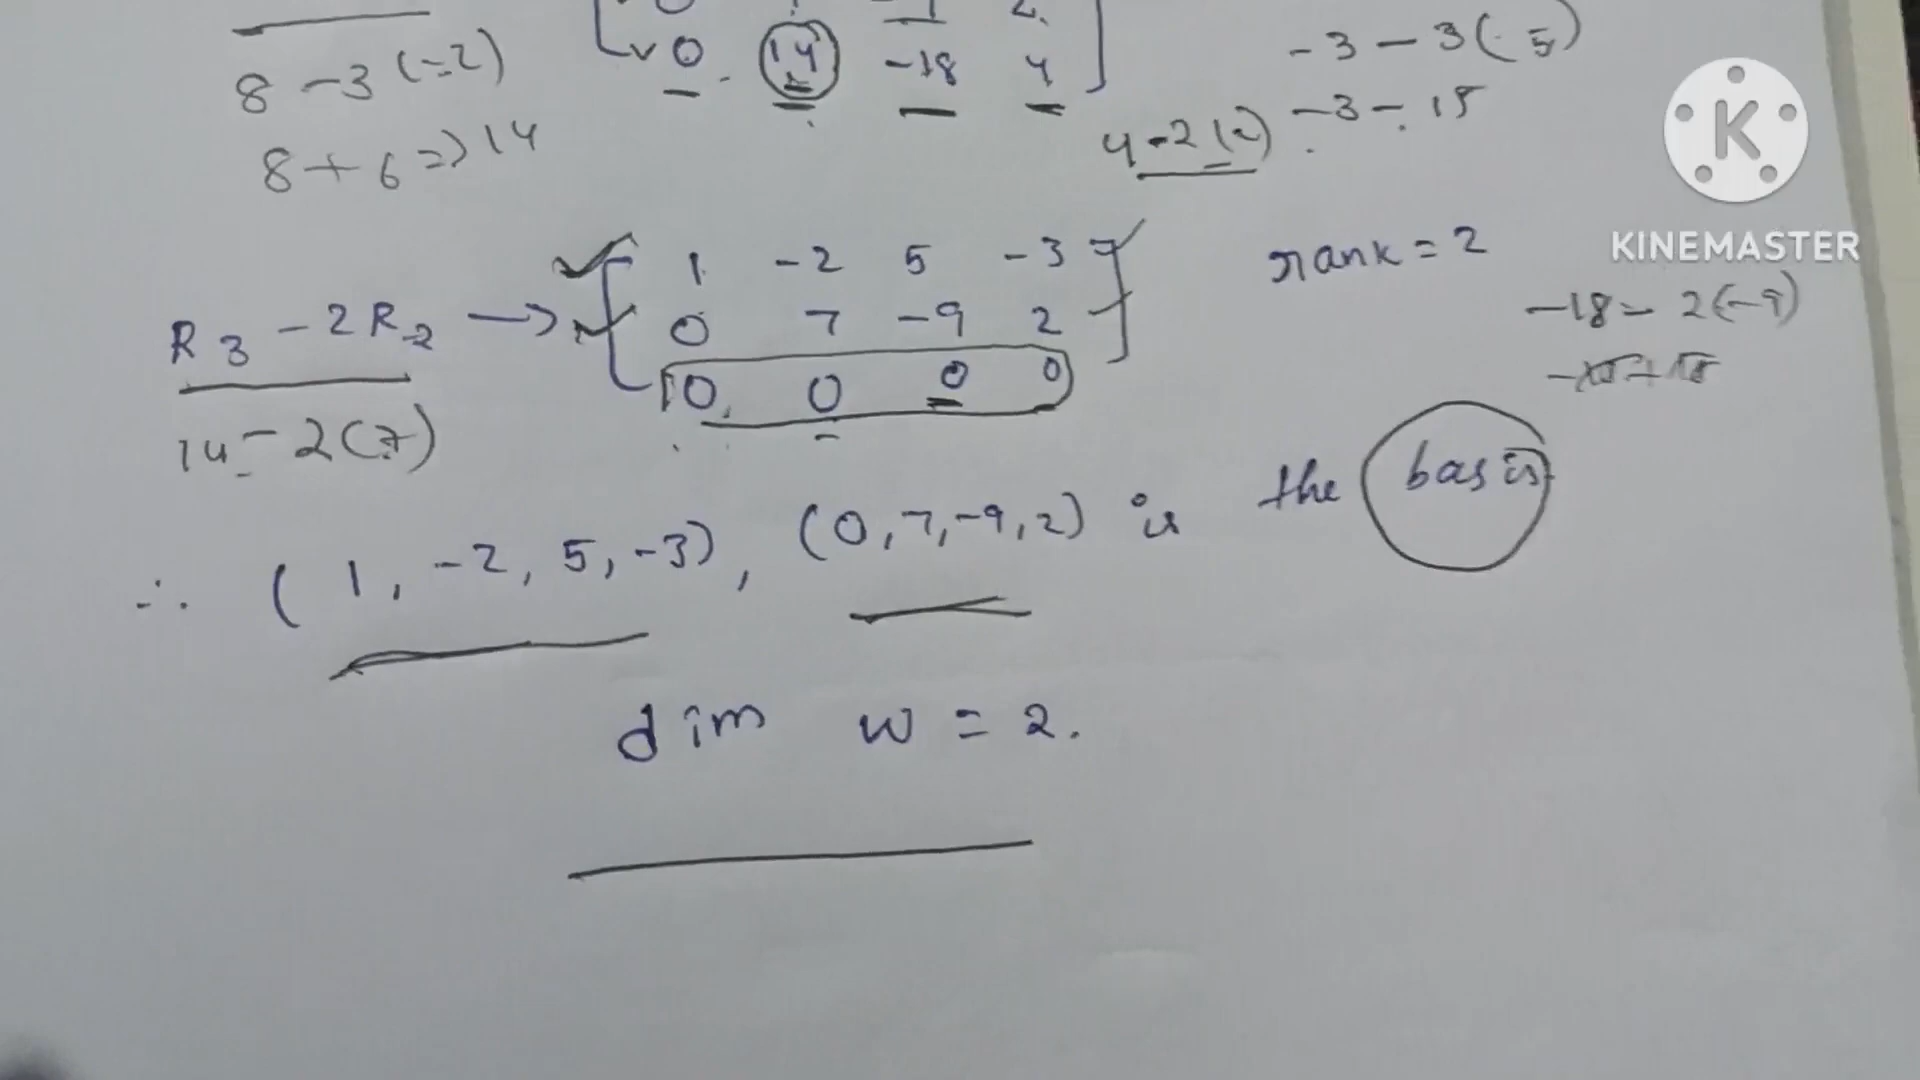 8 - 3 (-2)
0 14 -18 4
-3 - 3( 5)
8 + 6 => 14
4 - 2 (2)
-3 - 15
KINEMASTER
R3 - 2R2 → [ 1 -2 5 -3
0 7 -9 2
0 0 0 0 ]
rank = 2
-18 - 2(-9)
14 - 2(7)
∴ (1, -2, 5, -3), (0, 7, -9, 2) is the basis
dim w = 2.